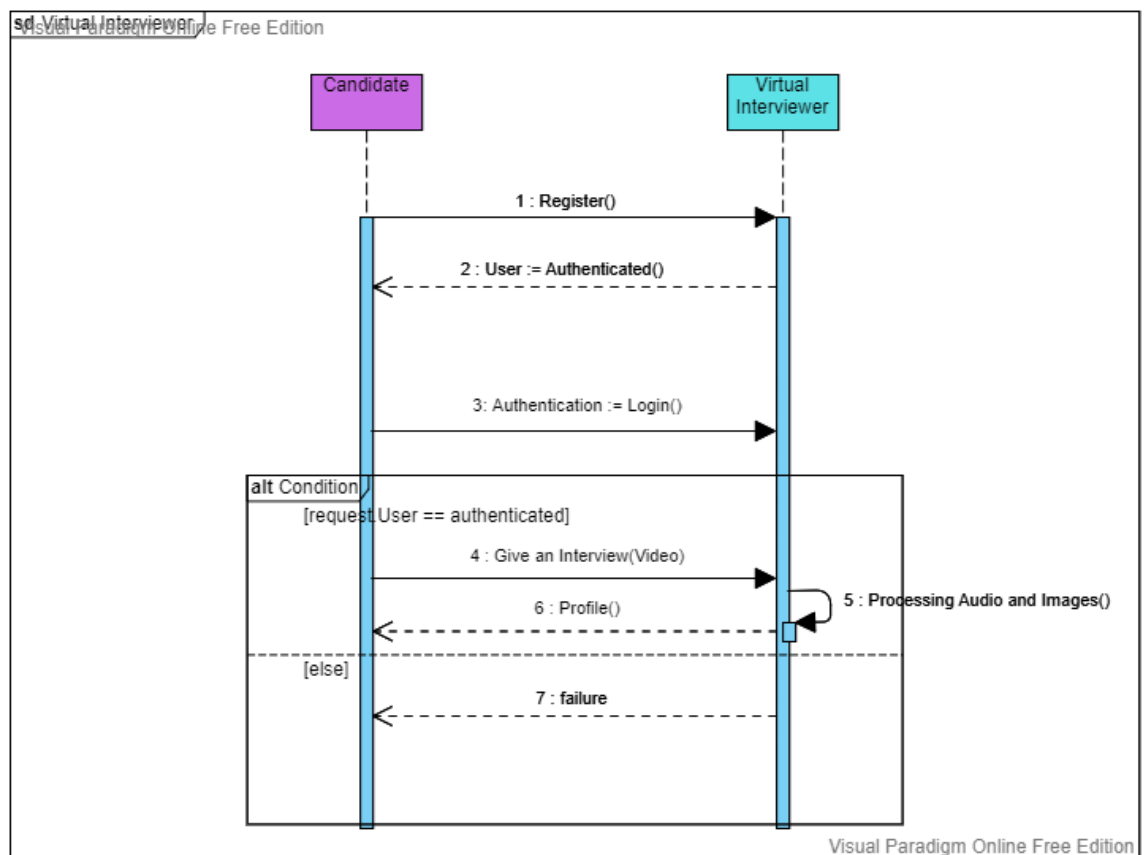 sd Virtual Interviewer
Visual Paradigm Online Free Edition
Candidate
Virtual
Interviewer
1 : Register()
2 : User := Authenticated()
3: Authentication := Login()
alt Condition
[request.User == authenticated]
4 : Give an Interview(Video)
5 : Processing Audio and Images()
6 : Profile()
[else]
7 : failure
Visual Paradigm Online Free Edition